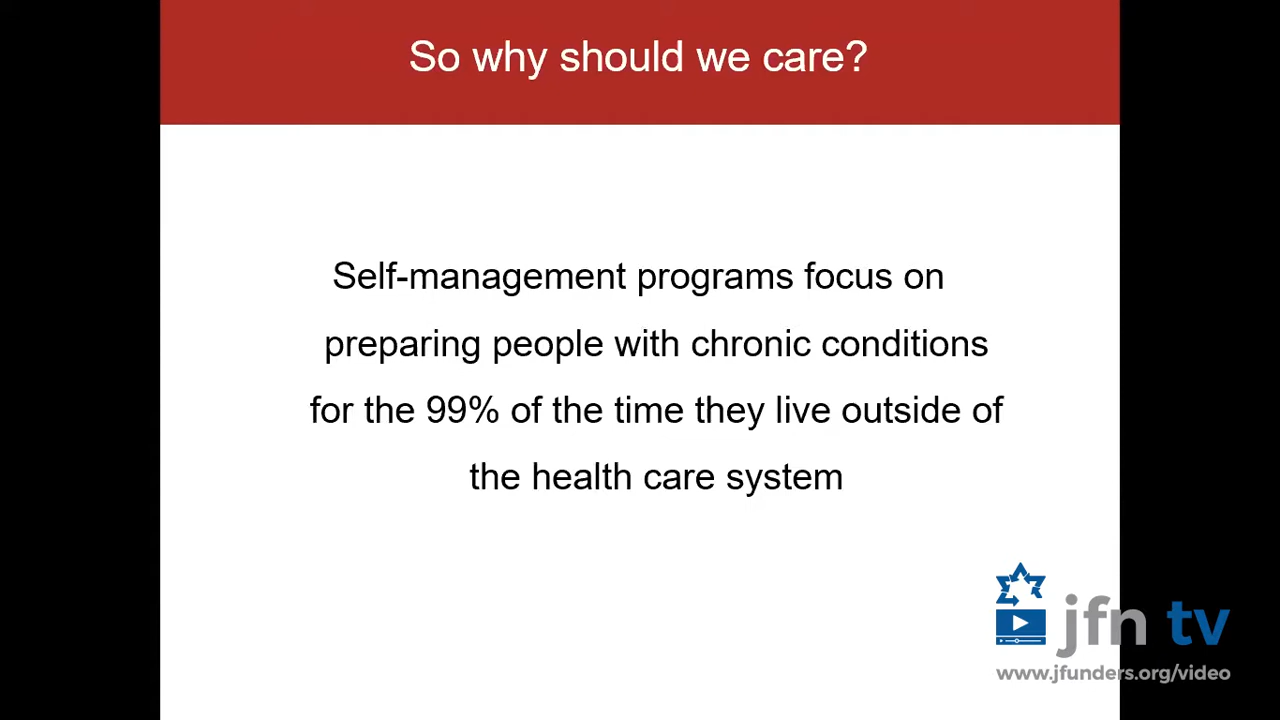 So why should we care?
Self-management programs focus on
preparing people with chronic conditions
for the 99% of the time they live outside of
the health care system
jfn tv
www.jfunders.org/video